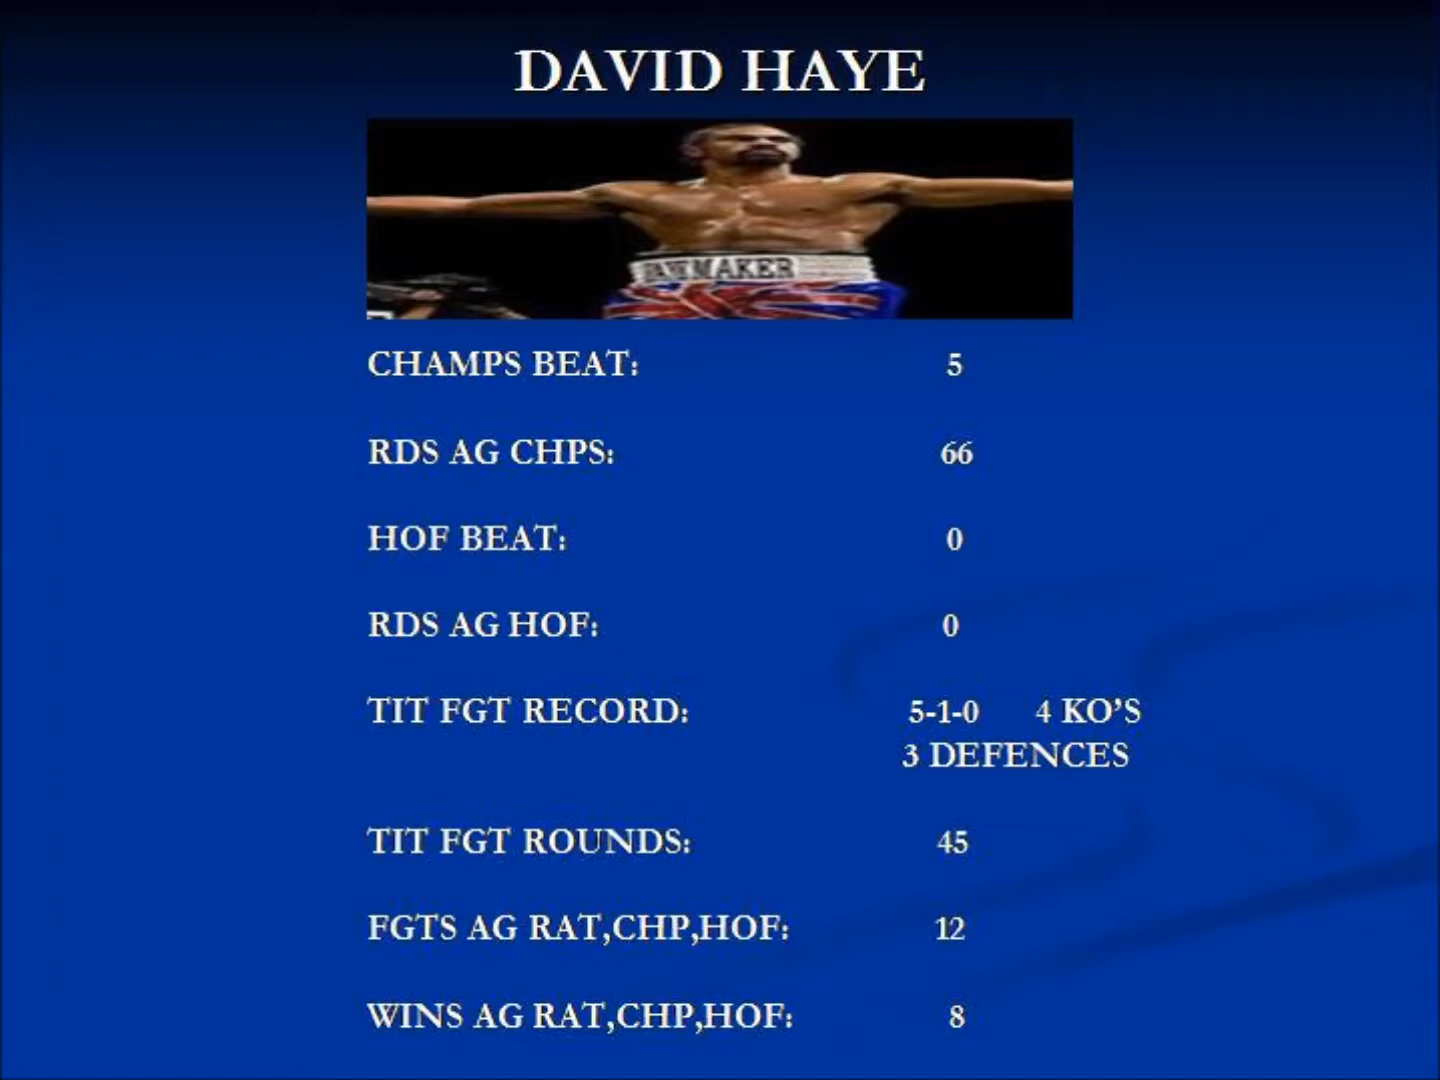 DAVID HAYE
CHAMPS BEAT: 5
RDS AG CHPS: 66
HOF BEAT: 0
RDS AG HOF: 0
TIT FGT RECORD: 5-1-0 4 KO'S
3 DEFENCES
TIT FGT ROUNDS: 45
FGTS AG RAT,CHP,HOF: 12
WINS AG RAT,CHP,HOF: 8